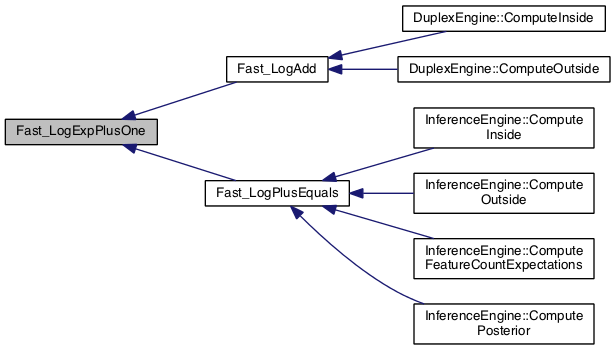 DuplexEngine::ComputeInside
Fast_LogAdd
DuplexEngine::ComputeOutside
Fast_LogExpPlusOne
InferenceEngine::Compute
Inside
Fast_LogPlusEquals
InferenceEngine::Compute
Outside
InferenceEngine::Compute
FeatureCountExpectations
InferenceEngine::Compute
Posterior